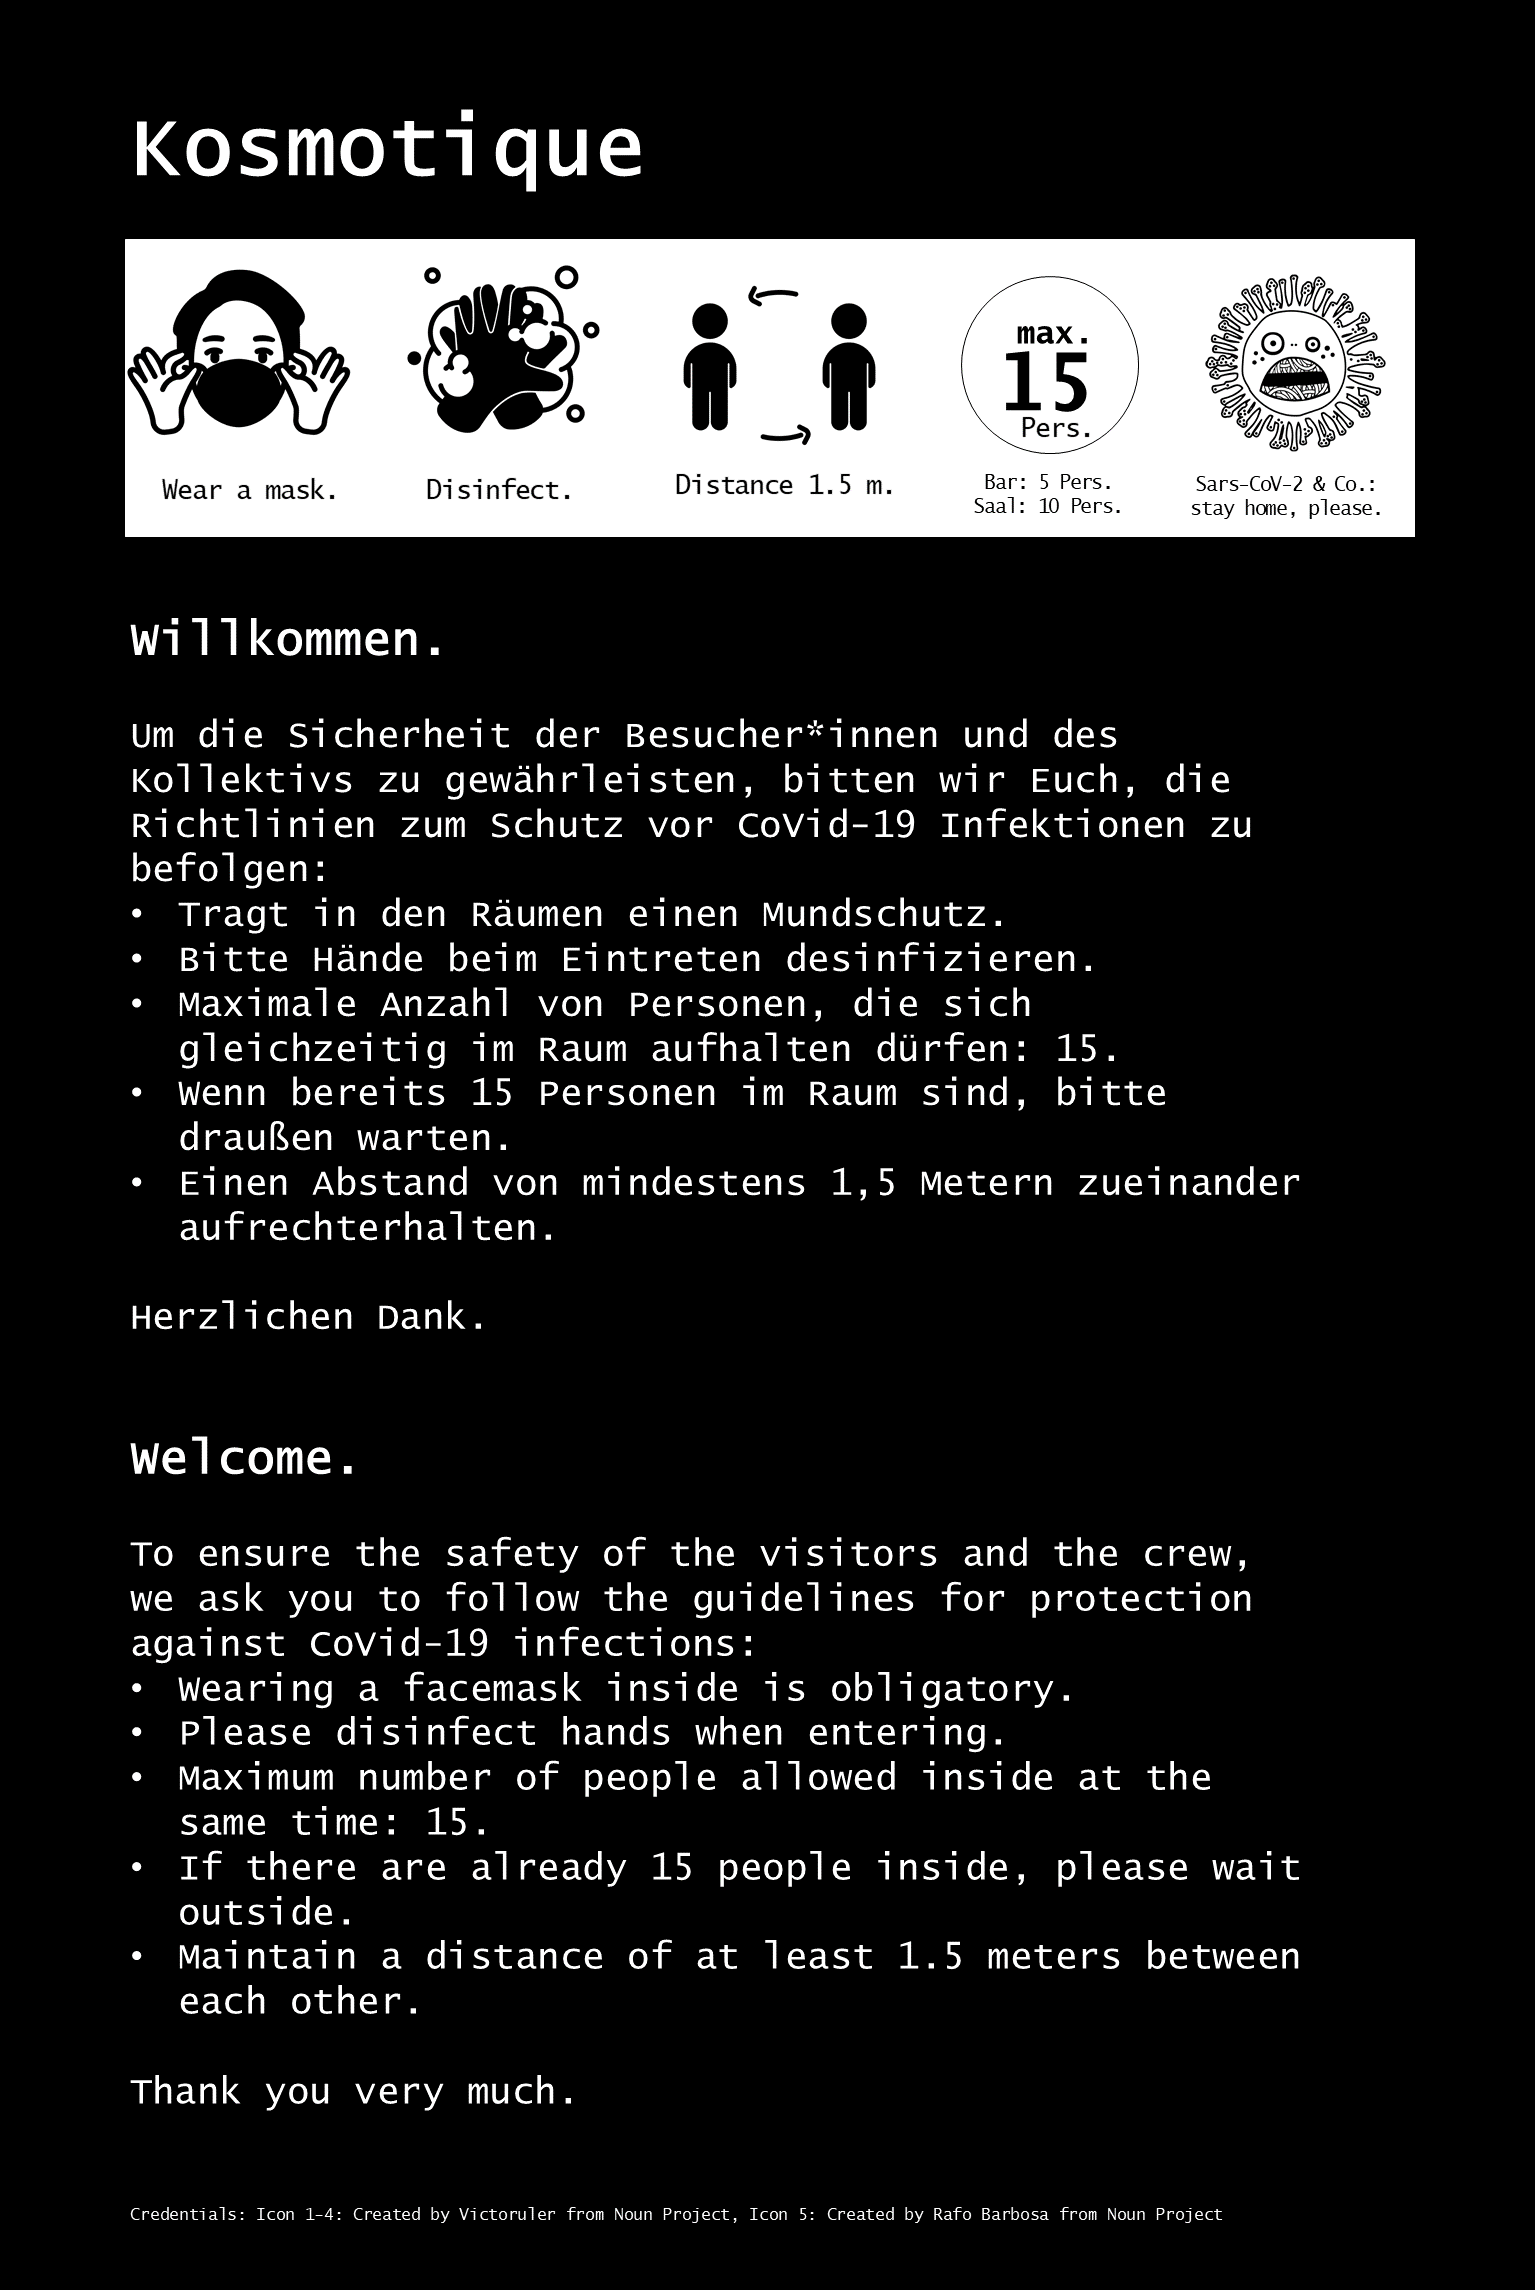 Kosmotique
max.
15
Pers.
Wear a mask.
Disinfect.
Distance 1.5 m.
Bar: 5 Pers.
Saal: 10 Pers.
Sars-CoV-2 & Co.:
stay home, please.
Willkommen.
Um die Sicherheit der Besucher*innen und des
Kollektivs zu gewährleisten, bitten wir Euch, die
Richtlinien zum Schutz vor CoVid-19 Infektionen zu
befolgen:
• Tragt in den Räumen einen Mundschutz.
• Bitte Hände beim Eintreten desinfizieren.
• Maximale Anzahl von Personen, die sich
gleichzeitig im Raum aufhalten dürfen: 15.
• Wenn bereits 15 Personen im Raum sind, bitte
draußen warten.
• Einen Abstand von mindestens 1,5 Metern zueinander
aufrechterhalten.
Herzlichen Dank.
Welcome.
To ensure the safety of the visitors and the crew,
we ask you to follow the guidelines for protection
against CoVid-19 infections:
• Wearing a facemask inside is obligatory.
• Please disinfect hands when entering.
• Maximum number of people allowed inside at the
same time: 15.
• If there are already 15 people inside, please wait
outside.
• Maintain a distance of at least 1.5 meters between
each other.
Thank you very much.
Credentials: Icon 1-4: Created by Victoruler from Noun Project, Icon 5: Created by Rafo Barbosa from Noun Project